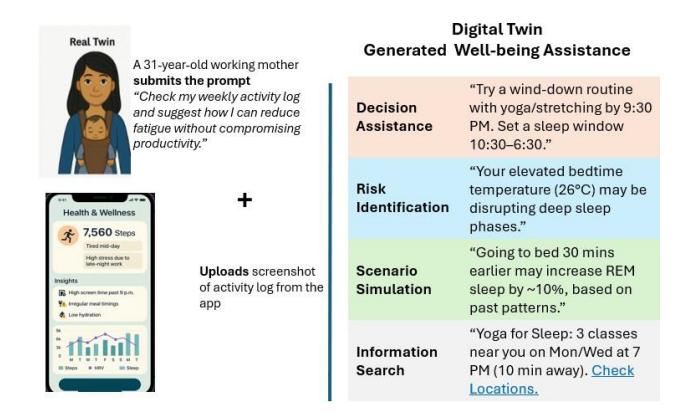 Real Twin
A 31-year-old working mother
submits the prompt
“Check my weekly activity log
and suggest how I can reduce
fatigue without compromising
productivity.”
+
Uploads screenshot
of activity log from the
app
9:41
Health & Wellness
7,560 Steps
Tired mid-day
High stress due to
late-night work
Insights
High screen time past 9 p.m.
Irregular meal timings
Low hydration
M T W T F S S M T
Steps
HRV
Sleep
Digital Twin
Generated Well-being Assistance
Decision
Assistance
“Try a wind-down routine
with yoga/stretching by 9:30
PM. Set a sleep window
10:30–6:30.”
Risk
Identification
“Your elevated bedtime
temperature (26°C) may be
disrupting deep sleep
phases.”
Scenario
Simulation
“Going to bed 30 mins
earlier may increase REM
sleep by ~10%, based on
past patterns.”
Information
Search
“Yoga for Sleep: 3 classes
near you on Mon/Wed at 7
PM (10 min away). Check
Locations.